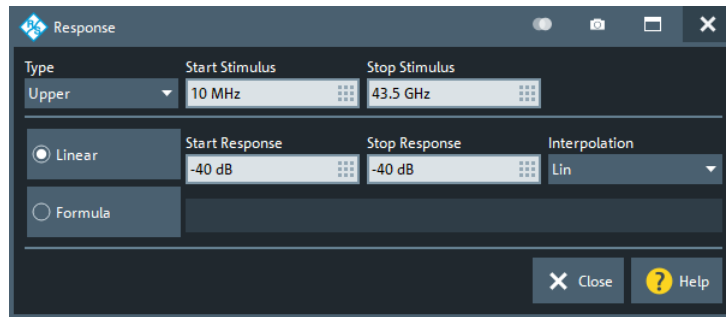 Response
Type Start Stimulus Stop Stimulus
Upper 10 MHz 43.5 GHz
Linear Start Response Stop Response Interpolation
-40 dB -40 dB Lin
Formula
Close ? Help